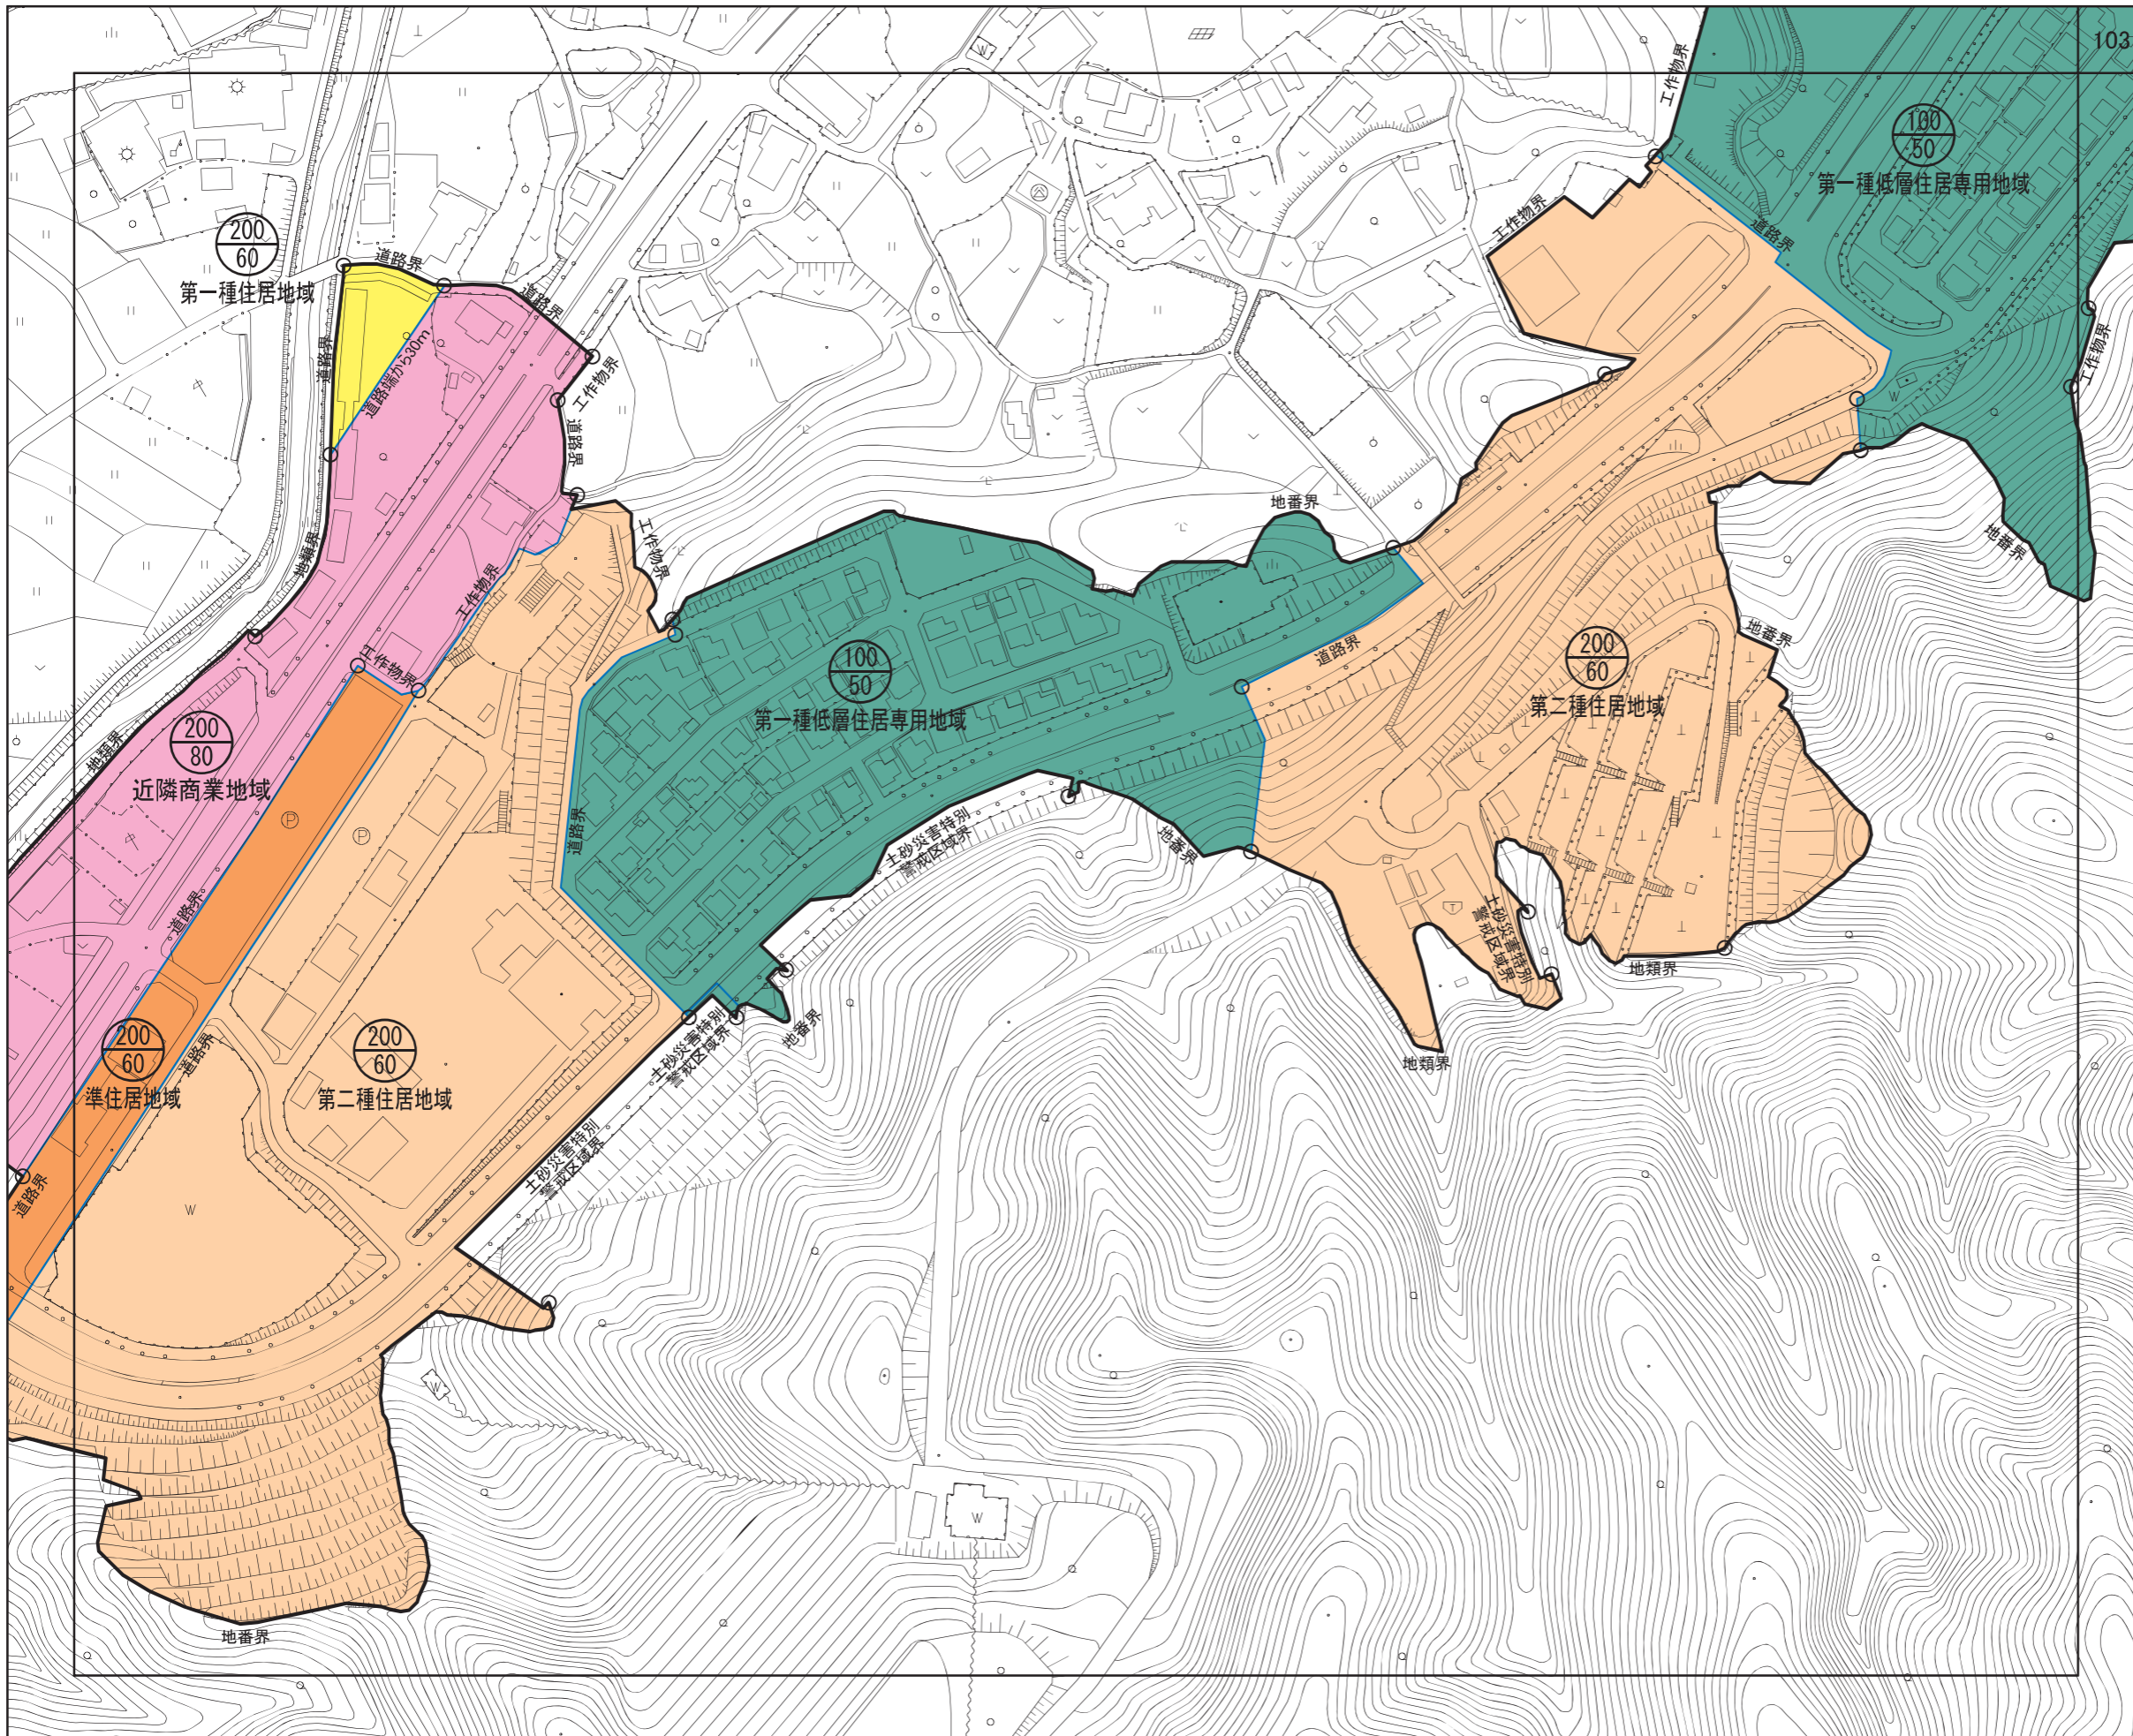 103
工作物界
100
50
第一種低層住居専用地域
道路界
工作物界
200
60
第一種住居地域
道路界
道路界
道路界
道路端から30m
工作物界
道路界
工作物界
地番界
地番界
工作物界
地類界
工作物界
工作物界
道路界
100
50
第一種低層住居専用地域
200
60
第二種住居地域
地番界
地類界
200
80
近隣商業地域
道路界
道路界
P
P
土砂災害特別
警戒区域界
地番界
土砂災害特別
警戒区域界
地類界
地類界
土砂災害特別
警戒区域界
地番界
200
60
準住居地域
道路界
200
60
第二種住居地域
土砂災害特別
警戒区域界
道路界
W
W
W
地番界